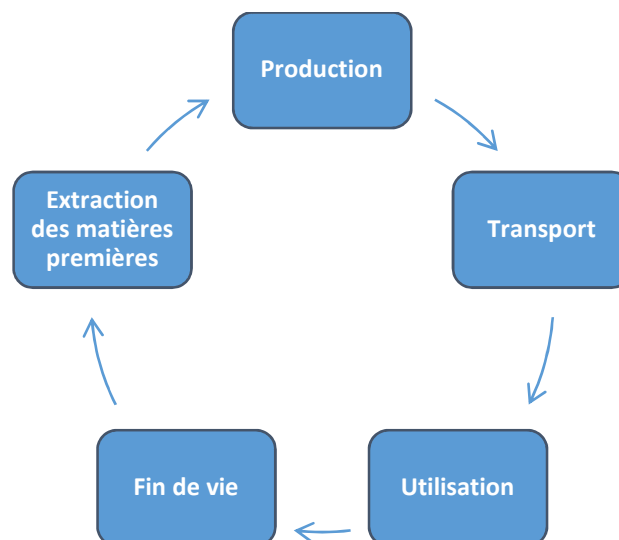 Production
Extraction
des matières
premières
Transport
Fin de vie
Utilisation